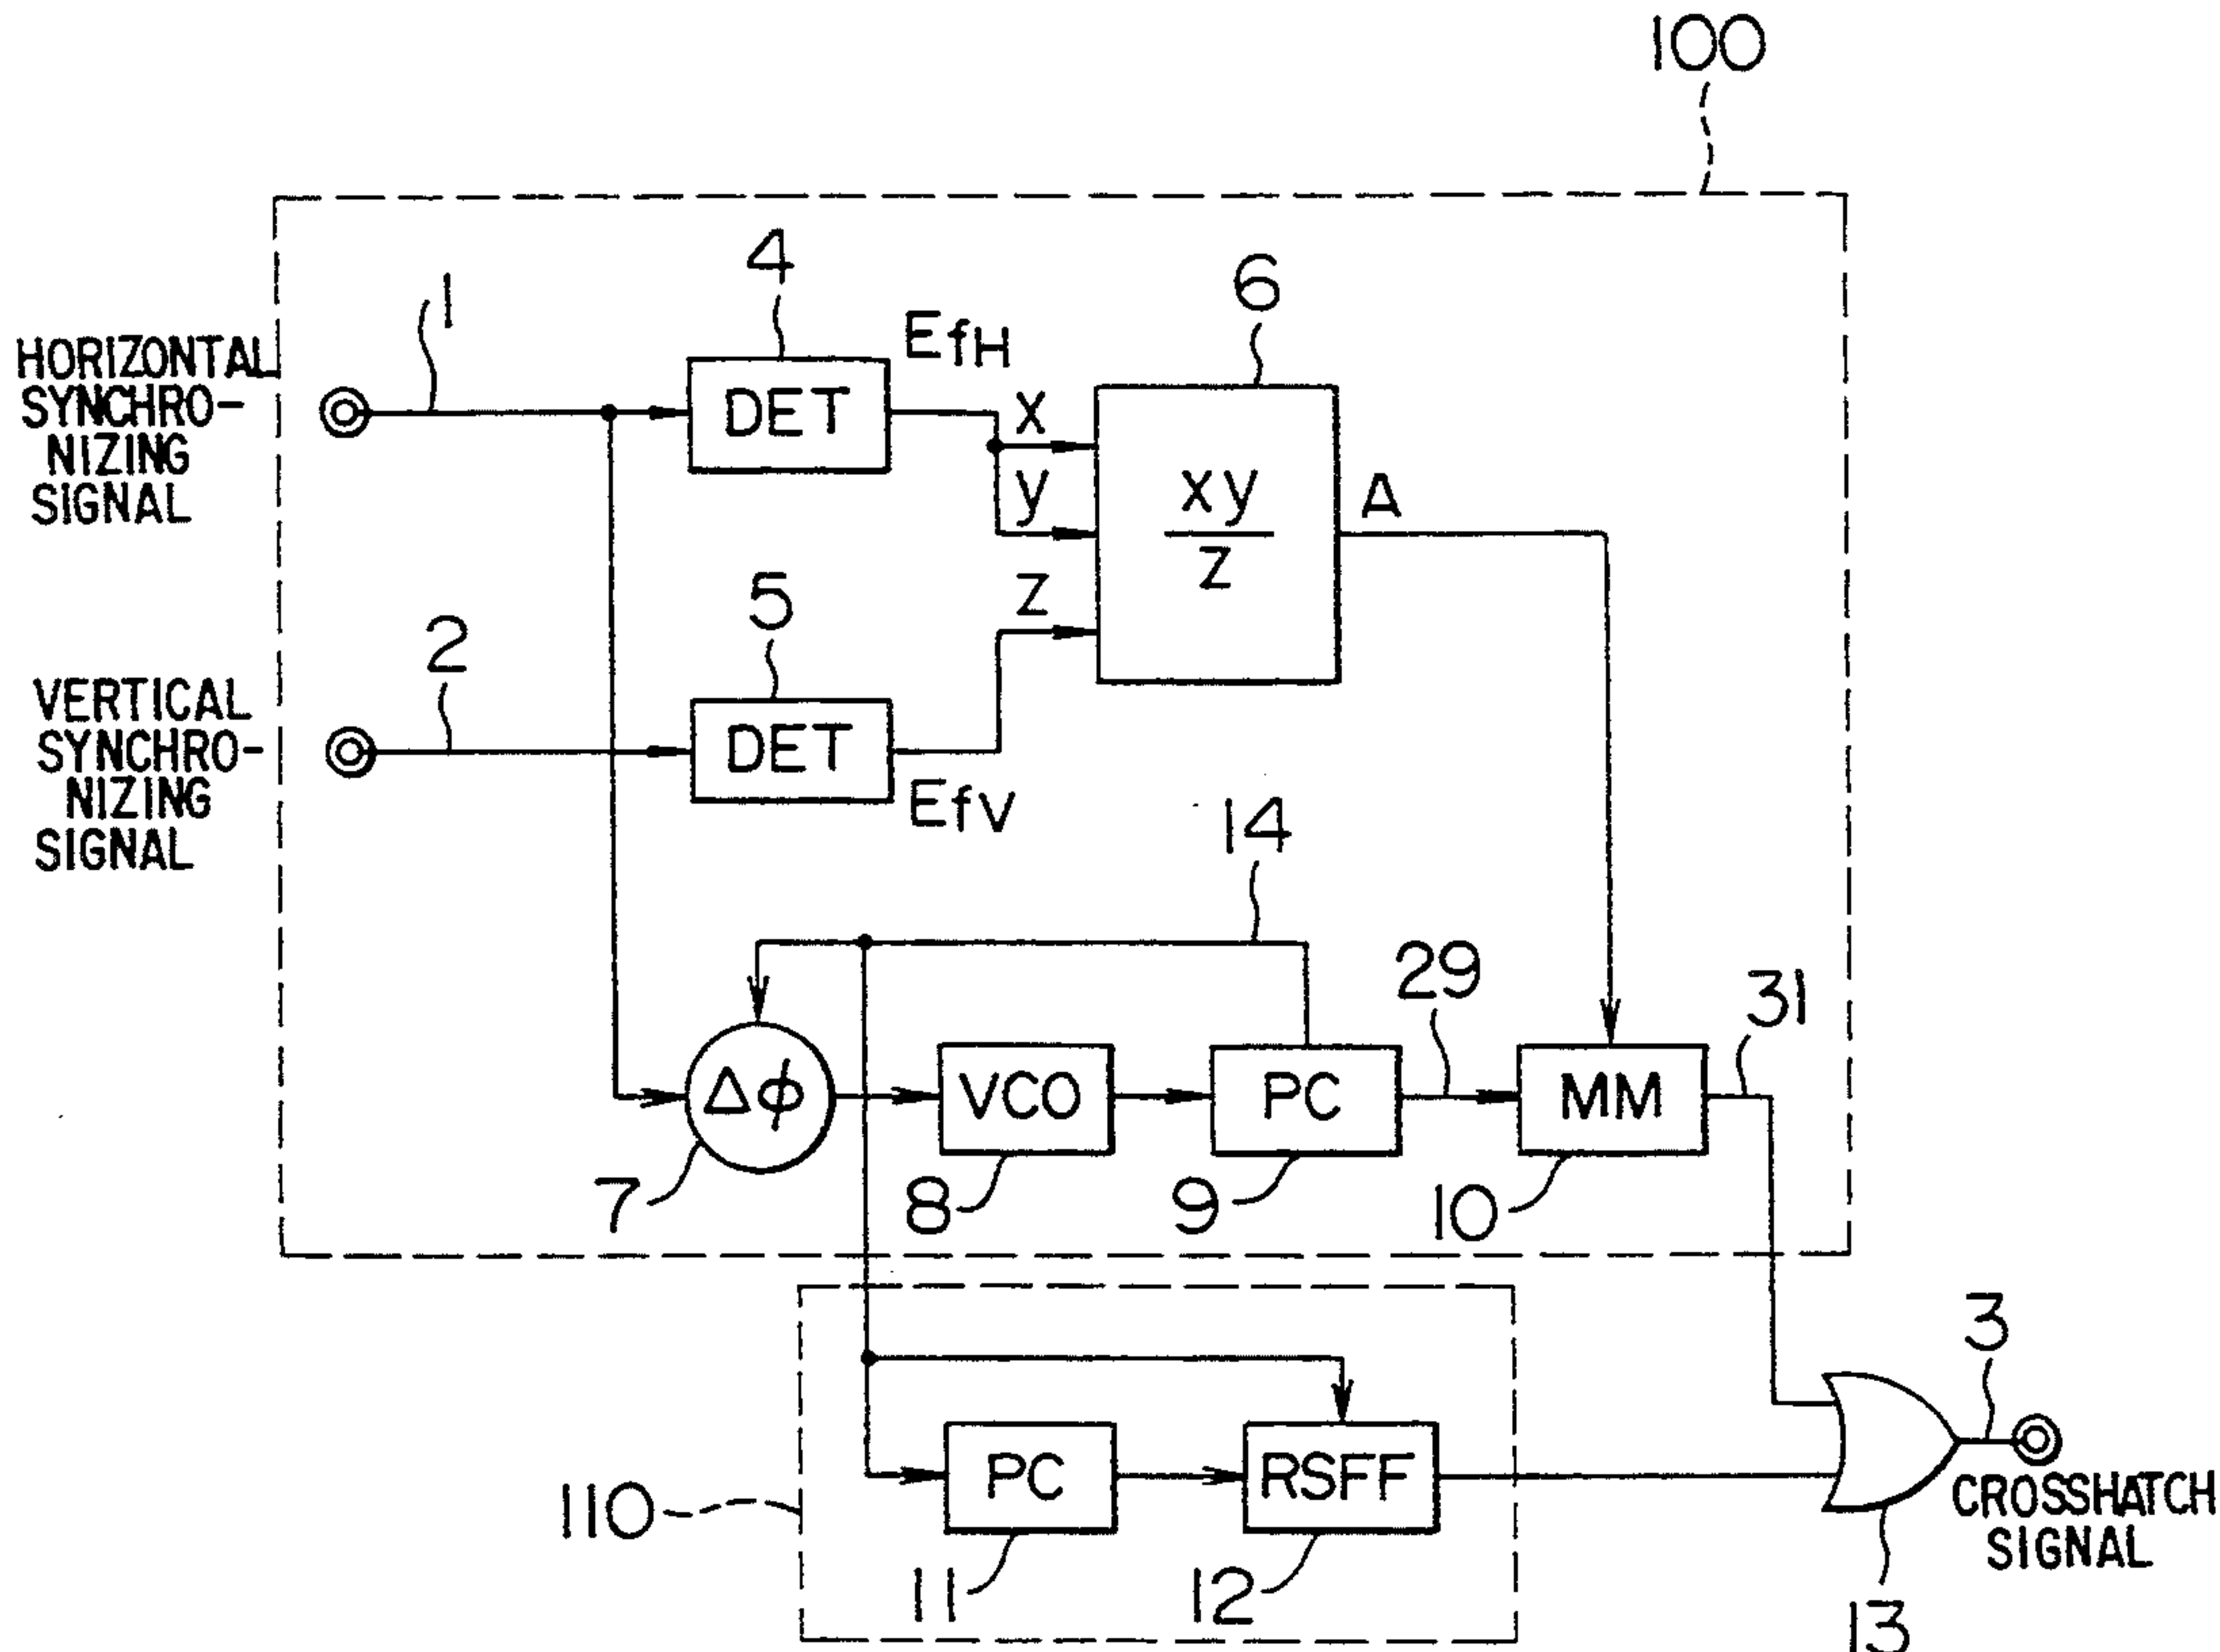 100
4
6
1
EfH
HORIZONTAL
SYNCHRO-
NIZING
SIGNAL
DET
x
y
xy
z
A
z
5
2
VERTICAL
SYNCHRO-
NIZING
SIGNAL
DET
EfV
14
29
31
Δϕ
VCO
PC
MM
7
8
9
10
3
PC
RSFF
110
CROSSHATCH
SIGNAL
11
12
13